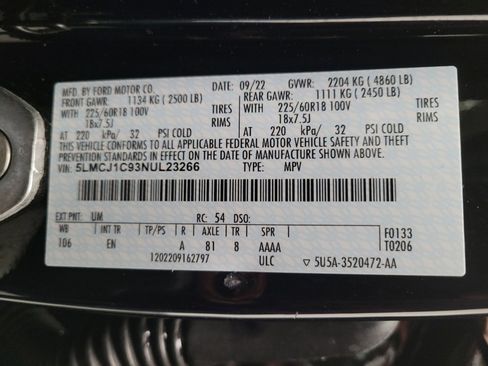 MFD. BY FORD MOTOR CO. DATE: 09/22 GVWR: 2204 KG ( 4860 LB)
FRONT GAWR: 1134 KG ( 2500 LB) REAR GAWR: 1111 KG ( 2450 LB)
WITH 225/60R18 100V TIRES WITH 225/60R18 100V TIRES
18x7.5J RIMS 18x7.5J RIMS
AT 220 kPa/ 32 PSI COLD AT 220 kPa/ 32 PSI COLD
THIS VEHICLE CONFORMS TO ALL APPLICABLE FEDERAL MOTOR VEHICLE SAFETY AND THEFT
PREVENTION STANDARDS IN EFFECT ON THE DATE OF MANUFACTURE SHOWN ABOVE.
VIN: 5LMCJ1C93NUL23266 TYPE: MPV
EXT PNT: UM RC: 54 DSO:
WB INT TR TP/PS R AXLE TR SPR F0133
106 EN A 81 8 AAAA T0206
1202209162797 ULC 5U5A-3520472-AA